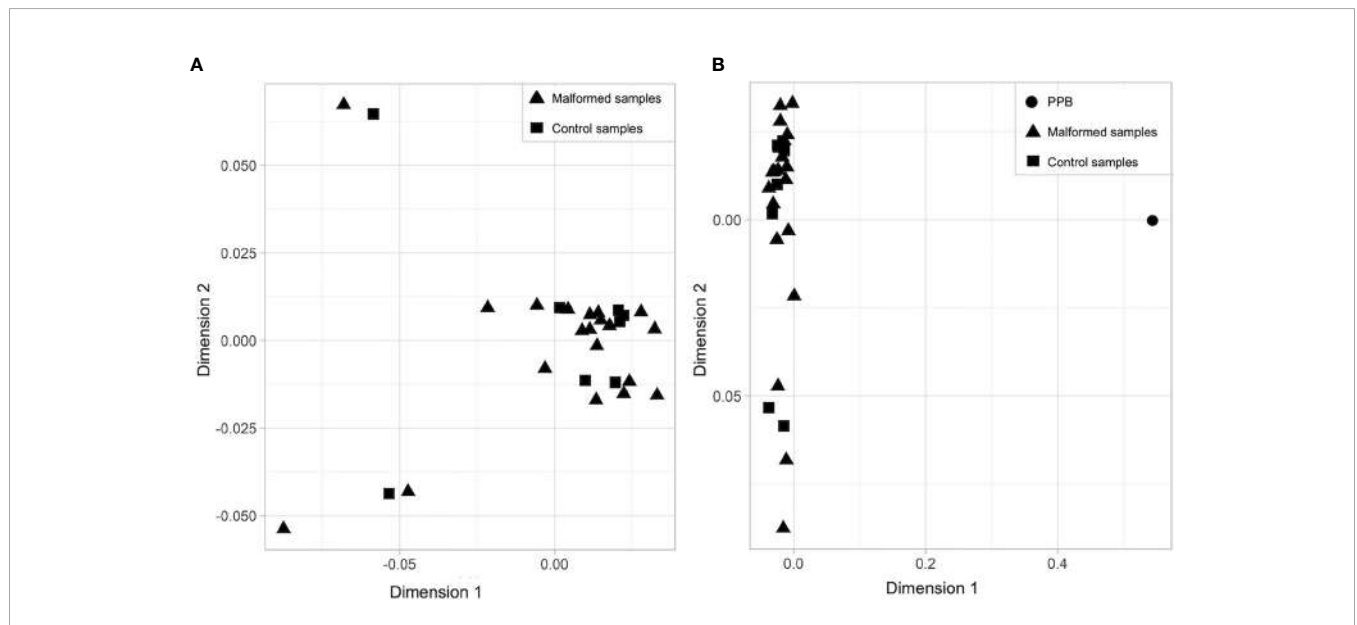 A
Malformed samples
Control samples
0.050
0.025
0.000
-0.025
-0.050
Dimension 2
-0.05
0.00
Dimension 1
B
PPB
Malformed samples
Control samples
0.00
0.05
Dimension 2
0.0
0.2
0.4
Dimension 1